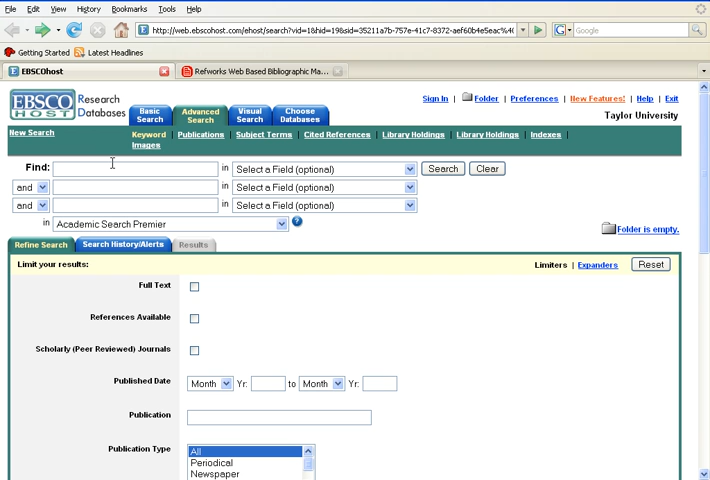 File Edit View History Bookmarks Tools Help
http://web.ebscohost.com/ehost/search?vid=1&hid=19&sid=35211a7b-757e-41c7-8372-aef60b4e5eac%4( Google
Getting Started Latest Headlines
EBSCOhost Refworks Web Based Bibliographic Ma...
EBSCO HOST Research Databases
Basic Search Advanced Search Visual Search Choose Databases
Sign In Folder Preferences New Features! Help Exit
Taylor University
New Search Keyword Publications Subject Terms Cited References Library Holdings Library Holdings Indexes
Images
Find: in Select a Field (optional) Search Clear
and in Select a Field (optional)
and in Select a Field (optional)
in Academic Search Premier Folder is empty.
Refine Search Search History/Alerts Results
Limit your results: Limiters | Expanders Reset
Full Text
References Available
Scholarly (Peer Reviewed) Journals
Published Date Month Yr: to Month Yr:
Publication
Publication Type All
Periodical
Newspaper